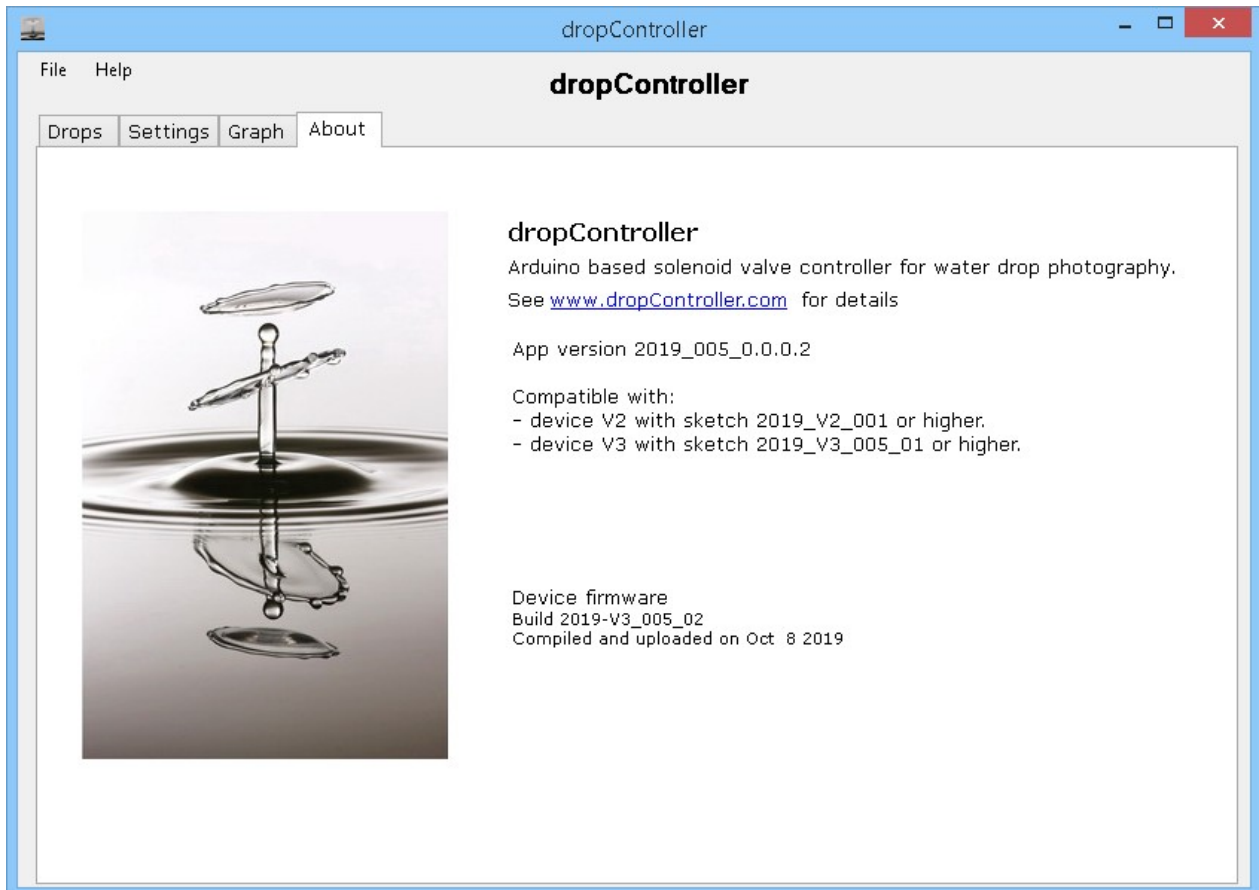 dropController
File Help
dropController
Drops Settings Graph About
dropController
Arduino based solenoid valve controller for water drop photography.
See www.dropController.com for details
App version 2019_005_0.0.0.2
Compatible with:
- device V2 with sketch 2019_V2_001 or higher.
- device V3 with sketch 2019_V3_005_01 or higher.
Device firmware
Build 2019-V3_005_02
Compiled and uploaded on Oct  8 2019